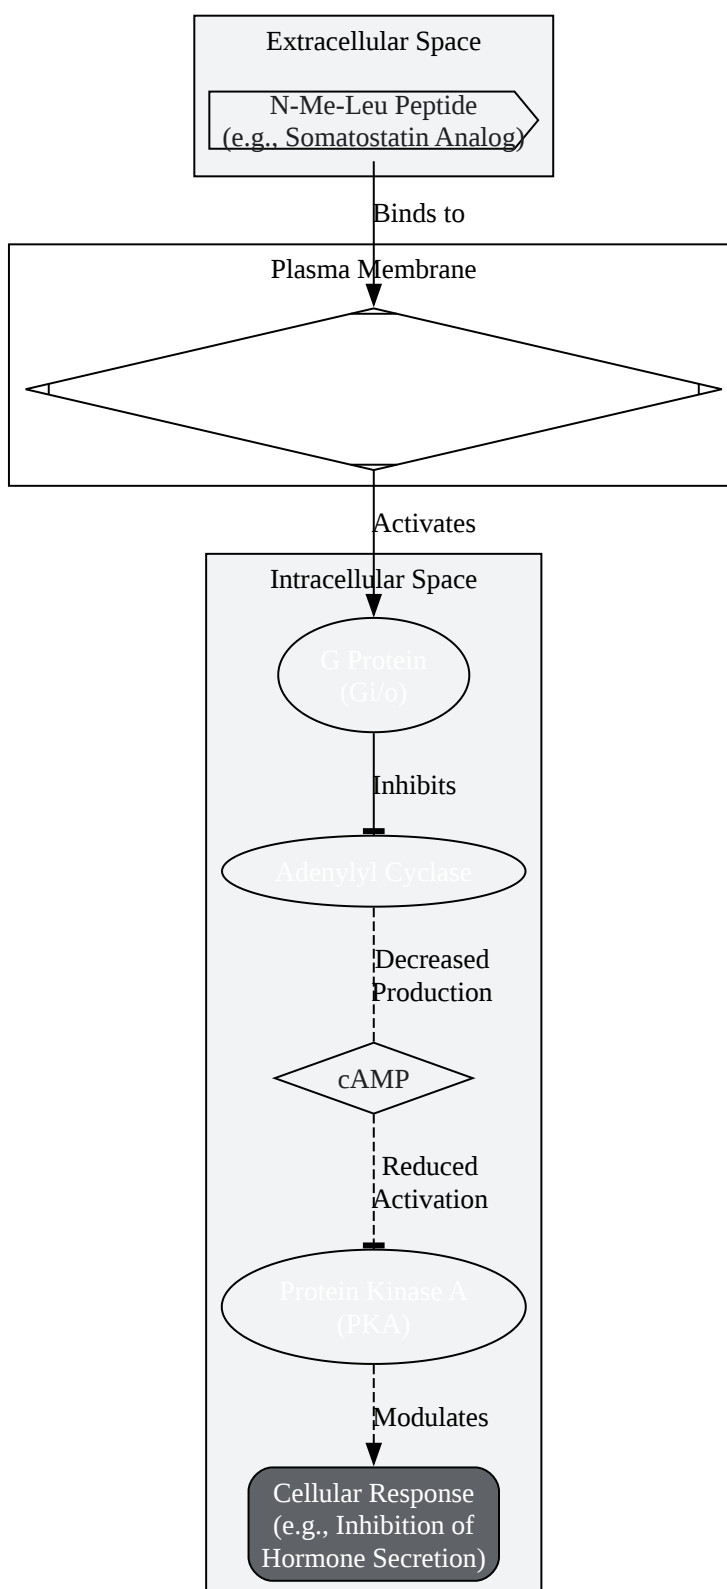 Extracellular Space
N-Me-Leu Peptide
(e.g., Somatostatin Analog)
Binds to
Plasma Membrane
Activates
Intracellular Space
G Protein
(Gi/o)
Inhibits
Adenylyl Cyclase
Decreased
Production
cAMP
Reduced
Activation
Protein Kinase A
(PKA)
Modulates
Cellular Response
(e.g., Inhibition of
Hormone Secretion)